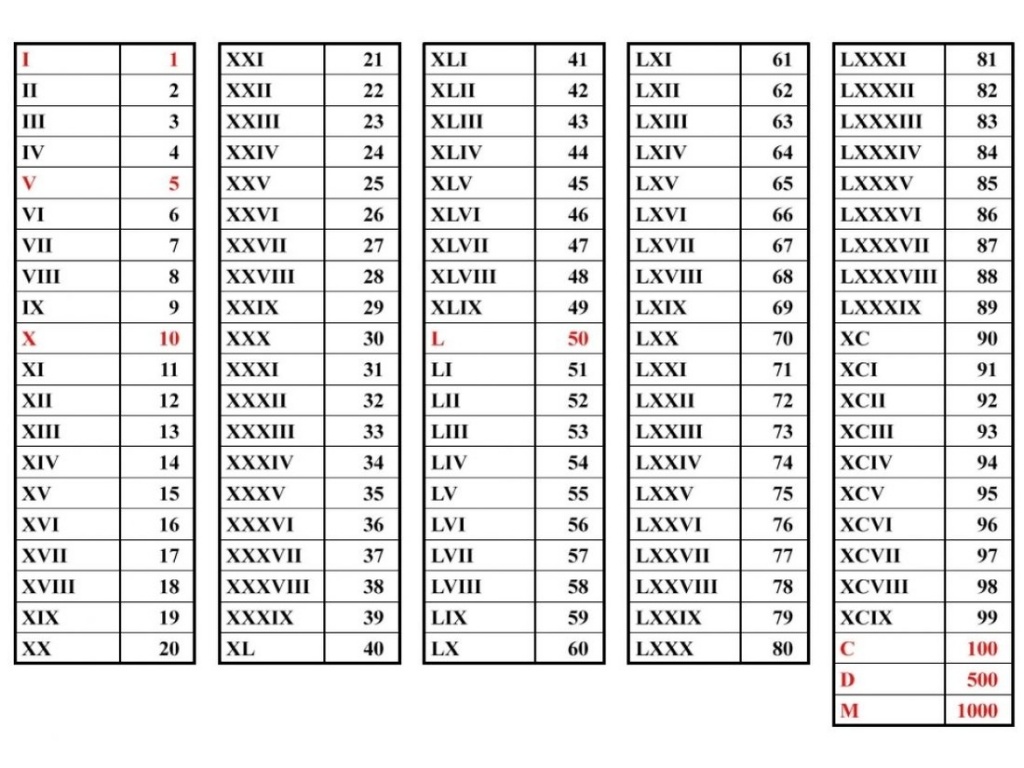 I 1
II 2
III 3
IV 4
V 5
VI 6
VII 7
VIII 8
IX 9
X 10
XI 11
XII 12
XIII 13
XIV 14
XV 15
XVI 16
XVII 17
XVIII 18
XIX 19
XX 20
XXI 21
XXII 22
XXIII 23
XXIV 24
XXV 25
XXVI 26
XXVII 27
XXVIII 28
XXIX 29
XXX 30
XXXI 31
XXXII 32
XXXIII 33
XXXIV 34
XXXV 35
XXXVI 36
XXXVII 37
XXXVIII 38
XXXIX 39
XL 40
XLI 41
XLII 42
XLIII 43
XLIV 44
XLV 45
XLVI 46
XLVII 47
XLVIII 48
XLIX 49
L 50
LI 51
LII 52
LIII 53
LIV 54
LV 55
LVI 56
LVII 57
LVIII 58
LIX 59
LX 60
LXI 61
LXII 62
LXIII 63
LXIV 64
LXV 65
LXVI 66
LXVII 67
LXVIII 68
LXIX 69
LXX 70
LXXI 71
LXXII 72
LXXIII 73
LXXIV 74
LXXV 75
LXXVI 76
LXXVII 77
LXXVIII 78
LXXIX 79
LXXX 80
LXXXI 81
LXXXII 82
LXXXIII 83
LXXXIV 84
LXXXV 85
LXXXVI 86
LXXXVII 87
LXXXVIII 88
LXXXIX 89
XC 90
XCI 91
XCII 92
XCIII 93
XCIV 94
XCV 95
XCVI 96
XCVII 97
XCVIII 98
XCIX 99
C 100
D 500
M 1000